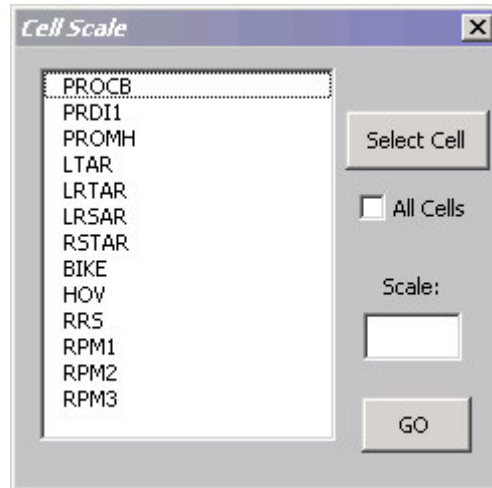 Cell Scale
PROCB
PRDI1
PROMH
LTAR
LRTAR
LRSAR
RSTAR
BIKE
HOV
RRS
RPM1
RPM2
RPM3
Select Cell
All Cells
Scale:
GO